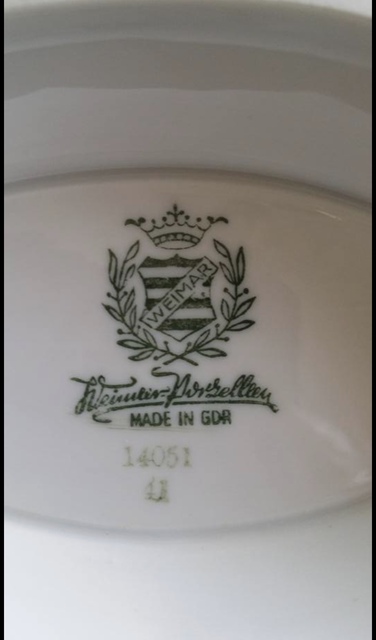 WEIMAR
Weimar-Porzellan
MADE IN GDR
14051
41